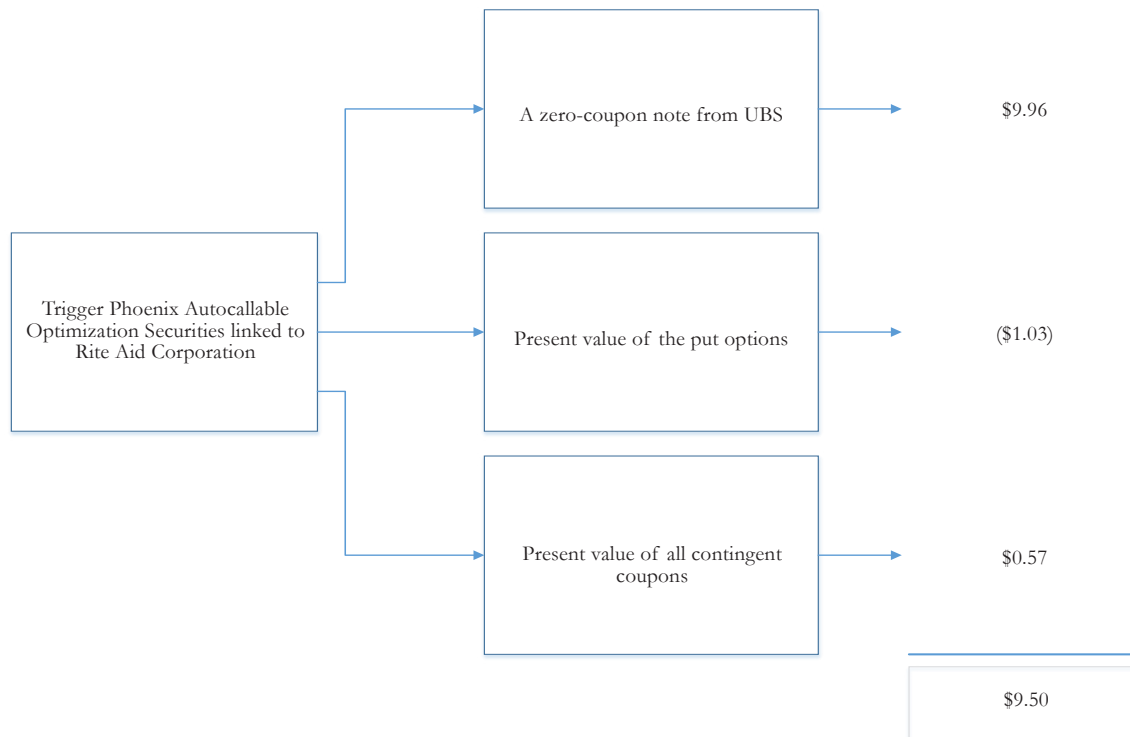 A zero-coupon note from UBS
$9.96
Trigger Phoenix Autocallable
Optimization Securities linked to
Rite Aid Corporation
Present value of the put options
($1.03)
Present value of all contingent
coupons
$0.57
$9.50